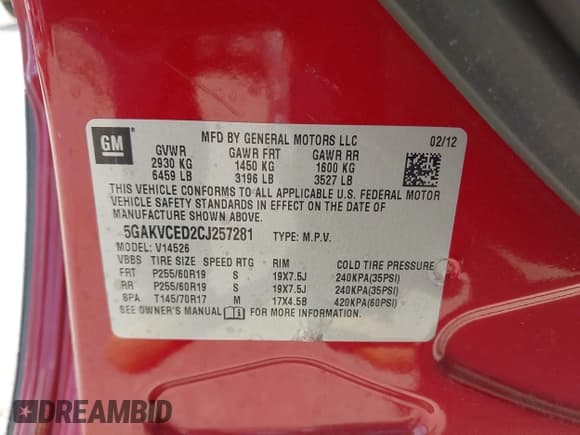 GM
MFD BY GENERAL MOTORS LLC 02/12
GVWR GAWR FRT GAWR RR
2930 KG 1450 KG 1600 KG
6459 LB 3196 LB 3527 LB
THIS VEHICLE CONFORMS TO ALL APPLICABLE U.S. FEDERAL MOTOR
VEHICLE SAFETY STANDARDS IN EFFECT ON THE DATE OF
MANUFACTURE SHOWN ABOVE.
5GAKVCED2CJ257281 TYPE: M.P.V.
MODEL: V14526
VBBS TIRE SIZE SPEED RTG RIM COLD TIRE PRESSURE
FRT P255/60R19 S 19X7.5J 240KPA(35PSI)
RR P255/60R19 S 19X7.5J 240KPA(35PSI)
SPA T145/70R17 M 17X4.5B 420KPA(60PSI)
SEE OWNER'S MANUAL FOR MORE INFORMATION.
DREAMBID